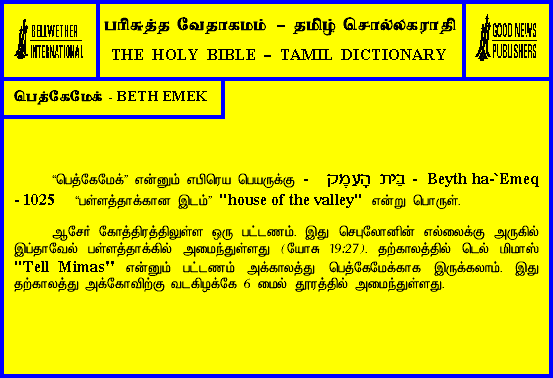 BELLWETHER
INTERNATIONAL
பரிசுத்த வேதாகமம் – தமிழ் சொல்லகராதி
THE HOLY BIBLE – TAMIL DICTIONARY
GOOD NEWS
PUBLISHERS
பெத்கேமேக் - BETH EMEK
“பெத்கேமேக்” என்னும் எபிரெய பெயருக்கு - בֵּית הָעֵמֶק - Beyth ha-`Emeq
- 1025 “பள்ளத்தாக்கான இடம்” "house of the valley" என்று பொருள்.
ஆசேர் கோத்திரத்திலுள்ள ஒரு பட்டணம். இது செபுலோனின் எல்லைக்கு அருகில்
இப்தாவேல் பள்ளத்தாக்கில் அமைந்துள்ளது (யோசு 19:27). தற்காலத்தில் டெல் மிமாஸ்
"Tell Mimas" என்னும் பட்டணம் அக்காலத்து பெத்கேமேக்காக இருக்கலாம். இது
தற்காலத்து அக்கோவிற்கு வடகிழக்கே 6 மைல் தூரத்தில் அமைந்துள்ளது.